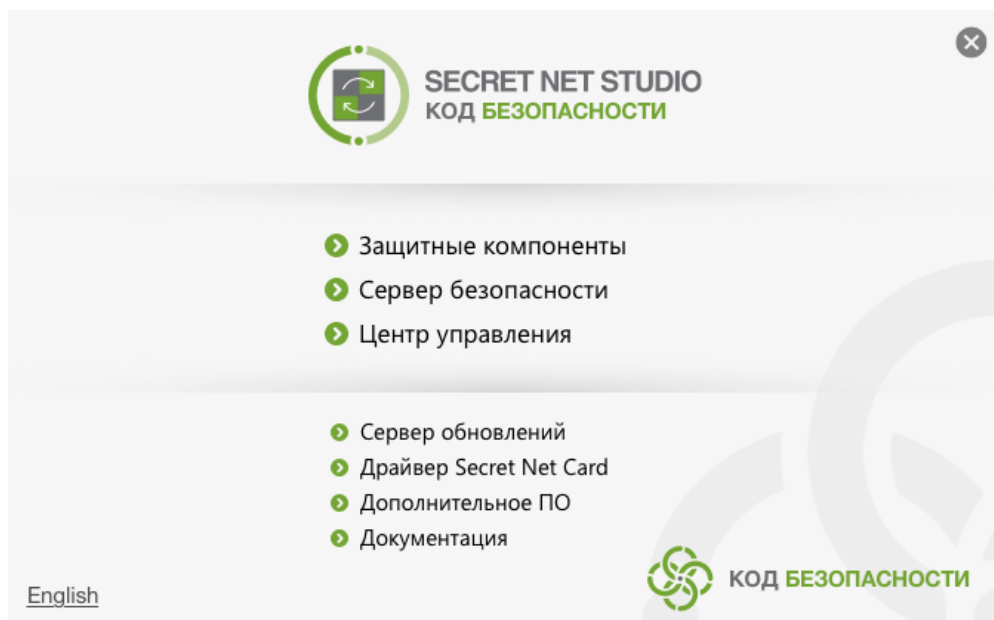 SECRET NET STUDIO
КОД БЕЗОПАСНОСТИ
Защитные компоненты
Сервер безопасности
Центр управления
Сервер обновлений
Драйвер Secret Net Card
Дополнительное ПО
Документация
КОД БЕЗОПАСНОСТИ
English